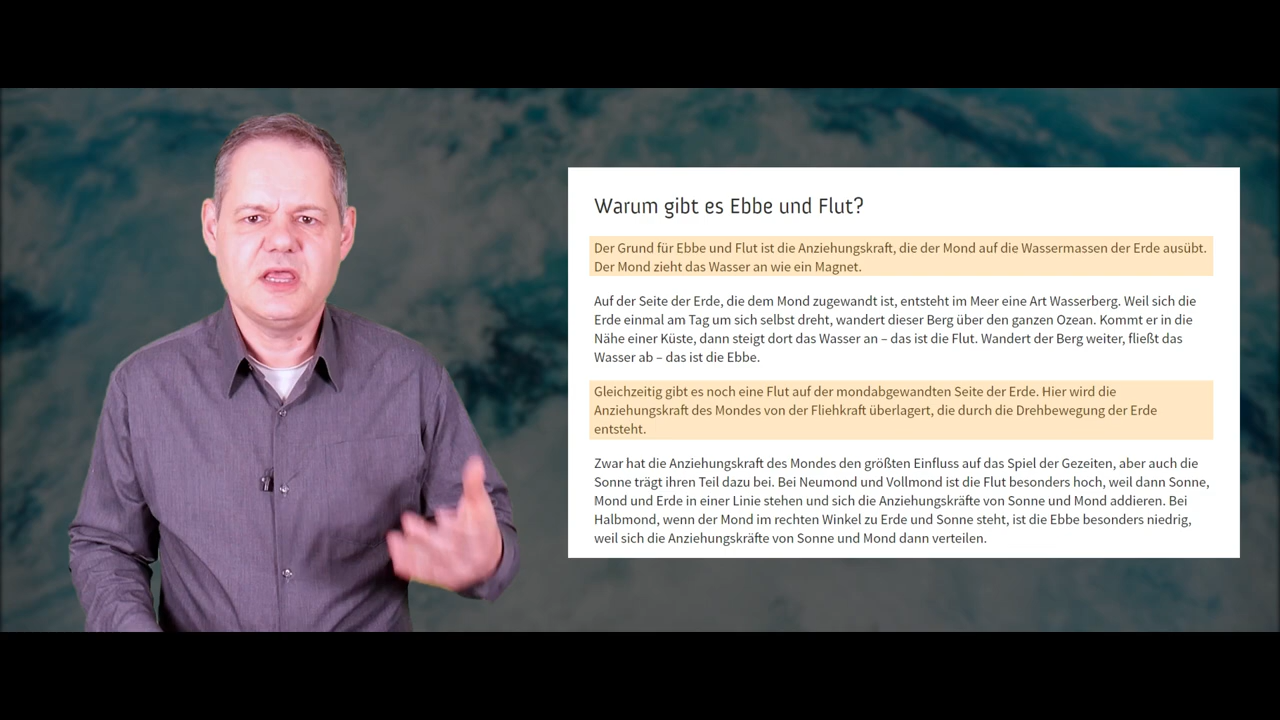 Warum gibt es Ebbe und Flut?
Der Grund für Ebbe und Flut ist die Anziehungskraft, die der Mond auf die Wassermassen der Erde ausübt.
Der Mond zieht das Wasser an wie ein Magnet.
Auf der Seite der Erde, die dem Mond zugewandt ist, entsteht im Meer eine Art Wasserberg. Weil sich die
Erde einmal am Tag um sich selbst dreht, wandert dieser Berg über den ganzen Ozean. Kommt er in die
Nähe einer Küste, dann steigt dort das Wasser an – das ist die Flut. Wandert der Berg weiter, fließt das
Wasser ab – das ist die Ebbe.
Gleichzeitig gibt es noch eine Flut auf der mondabgewandten Seite der Erde. Hier wird die
Anziehungskraft des Mondes von der Fliehkraft überlagert, die durch die Drehbewegung der Erde
entsteht.
Zwar hat die Anziehungskraft des Mondes den größten Einfluss auf das Spiel der Gezeiten, aber auch die
Sonne trägt ihren Teil dazu bei. Bei Neumond und Vollmond ist die Flut besonders hoch, weil dann Sonne,
Mond und Erde in einer Linie stehen und sich die Anziehungskräfte von Sonne und Mond addieren. Bei
Halbmond, wenn der Mond im rechten Winkel zu Erde und Sonne steht, ist die Ebbe besonders niedrig,
weil sich die Anziehungskräfte von Sonne und Mond dann verteilen.